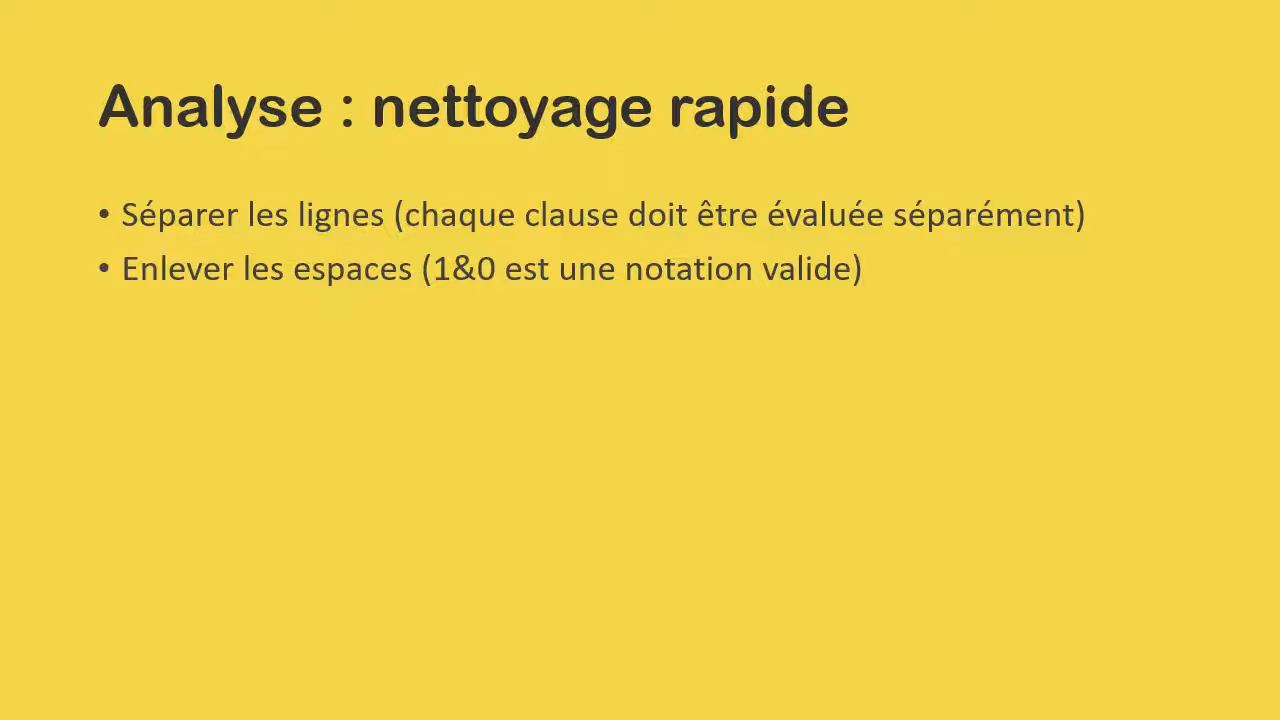 Analyse : nettoyage rapide
• Séparer les lignes (chaque clause doit être évaluée séparément)
• Enlever les espaces (1&0 est une notation valide)